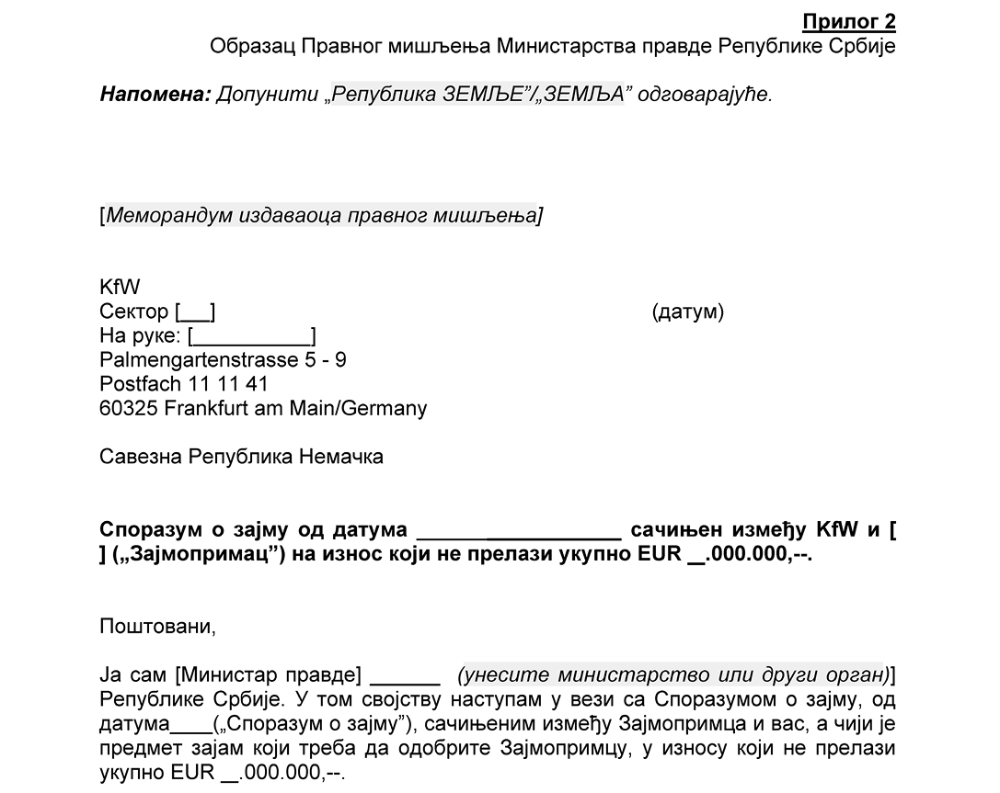 Прилог 2
Образац Правног мишљења Министарства правде Републике Србије
Напомена: Допунити „Република ЗЕМЉЕ”/„ЗЕМЉА” одговарајуће.
[Меморандум издаваоца правног мишљења]
KfW
Сектор [___] (датум)
На руке: [__________]
Palmengartenstrasse 5 - 9
Postfach 11 11 41
60325 Frankfurt am Main/Germany
Савезна Република Немачка
Споразум о зајму од датума __________________ сачињен између KfW и [
] („Зајмопримац”) на износ који не прелази укупно EUR __.000.000,--.
Поштовани,
Ја сам [Министар правде] ______ (унесите министарство или други орган)]
Републике Србије. У том својству наступам у вези са Споразумом о зајму, од
датума____(„Споразум о зајму”), сачињеним између Зајмопримца и вас, а чији је
предмет зајам који треба да одобрите Зајмопримцу, у износу који не прелази
укупно EUR __.000.000,--.